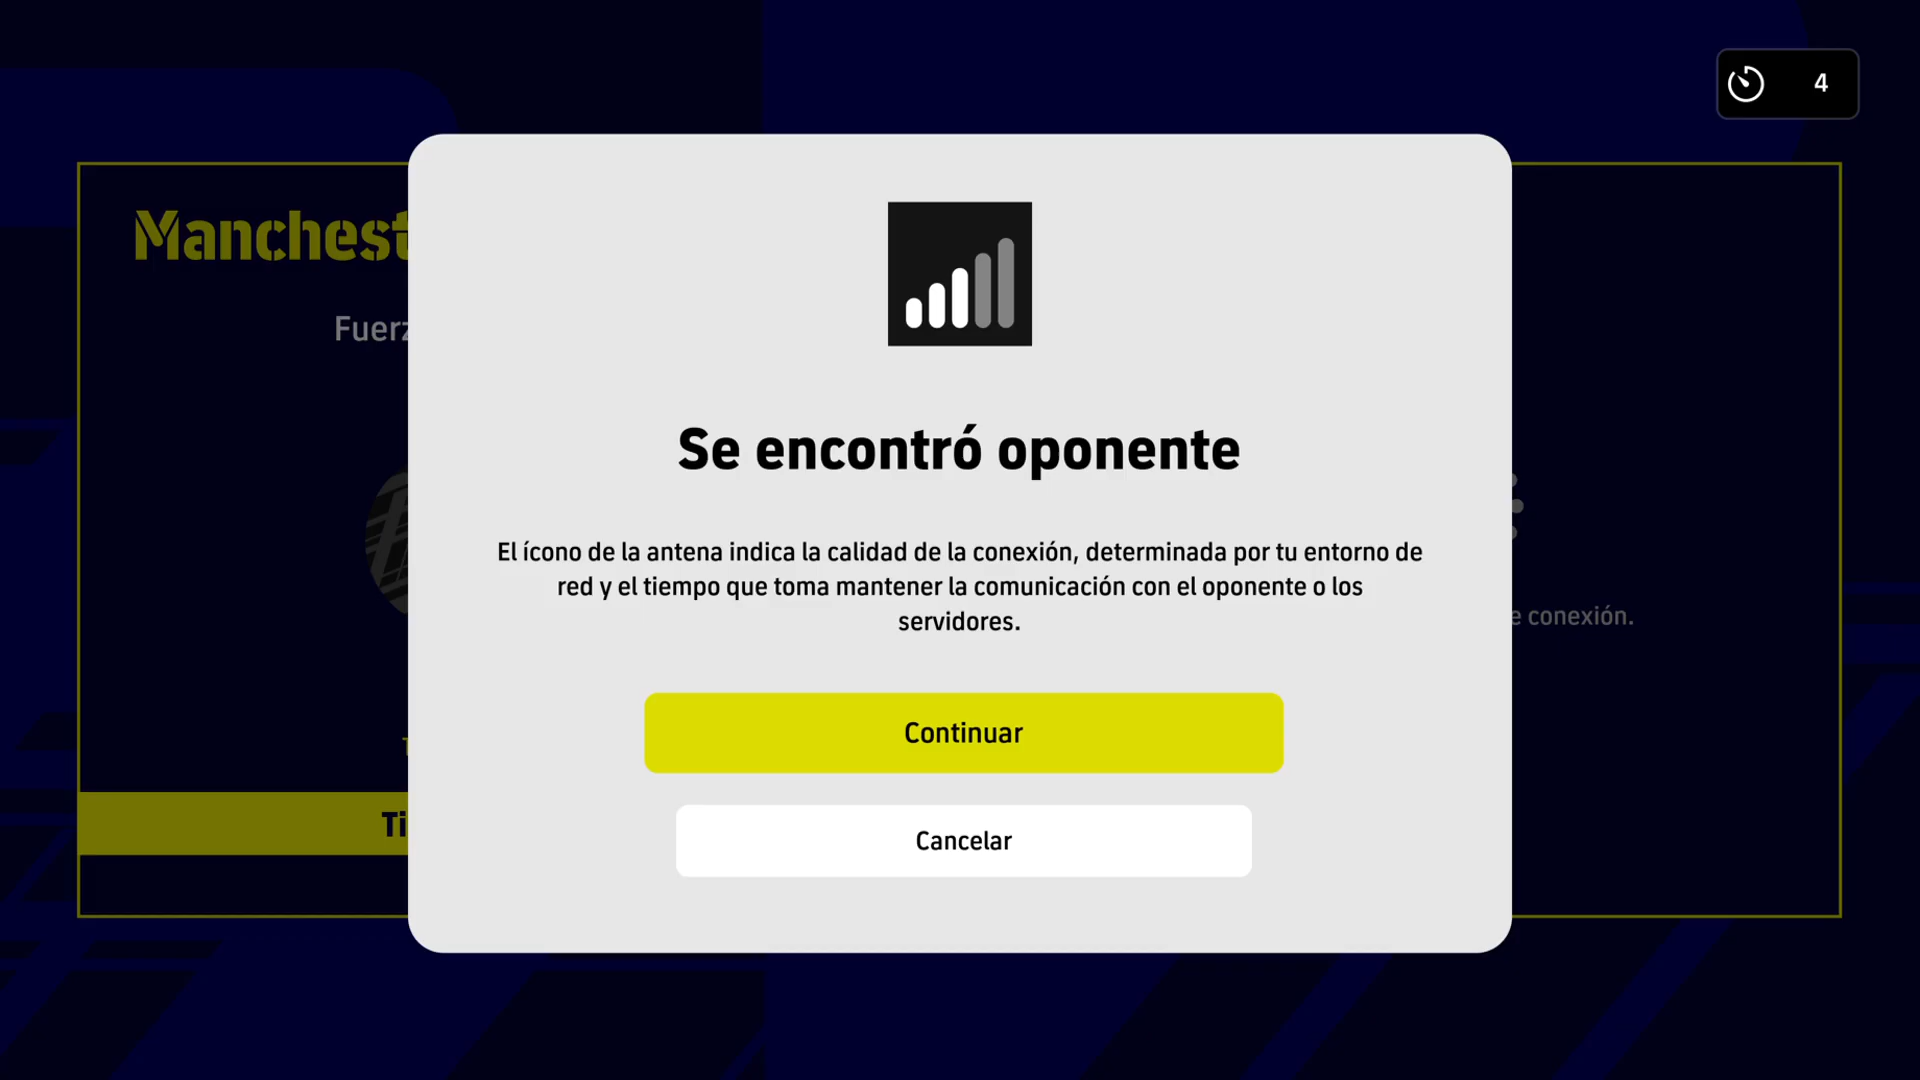 4
Manchest
Fuerz
Se encontró oponente
El ícono de la antena indica la calidad de la conexión, determinada por tu entorno de
red y el tiempo que toma mantener la comunicación con el oponente o los
servidores.
e conexión.
Continuar
Ti
Cancelar